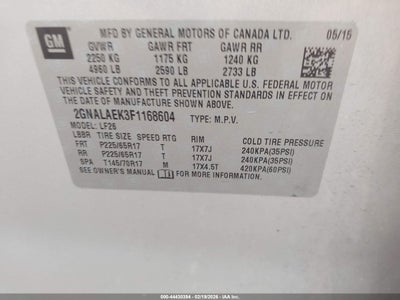 GM
MFD BY GENERAL MOTORS OF CANADA LTD. 05/15
GVWR GAWR FRT GAWR RR
2250 KG 1175 KG 1240 KG
4960 LB 2590 LB 2733 LB
THIS VEHICLE CONFORMS TO ALL APPLICABLE U.S. FEDERAL MOTOR
VEHICLE SAFETY AND THEFT PREVENTION STANDARDS IN EFFECT ON
THE DATE OF MANUFACTURE SHOWN ABOVE.
2GNALAEK3F1168604 TYPE: M.P.V.
MODEL: LF26
LBBR TIRE SIZE SPEED RTG RIM COLD TIRE PRESSURE
FRT P225/65R17 T 17X7J 240KPA(35PSI)
RR P225/65R17 T 17X7J 240KPA(35PSI)
SPA T145/70R17 M 17X4.5T 420KPA(60PSI)
SEE OWNER'S MANUAL FOR ADDITIONAL INFORMATION.